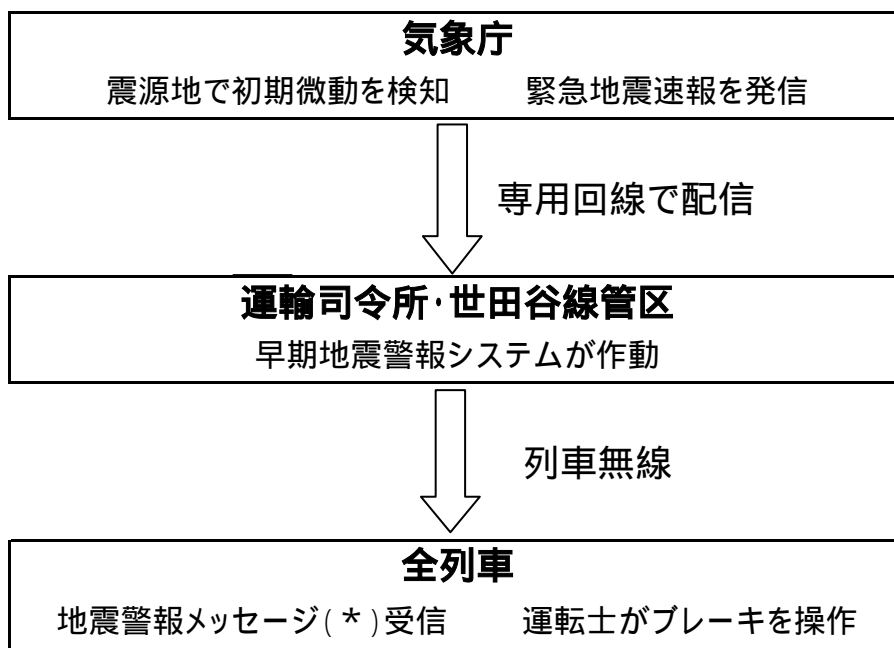 気象庁
震源地で初期微動を検知 緊急地震速報を発信
専用回線で配信
運輸司令所・世田谷線管区
早期地震警報システムが作動
列車無線
全列車
地震警報メッセージ(*)受信 運転士がブレーキを操作